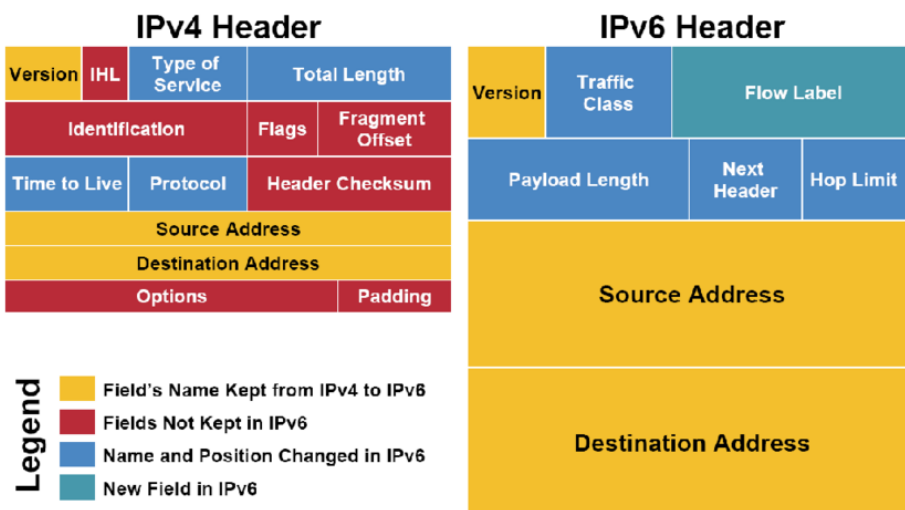 IPv4 Header
Version IHL Type of Service Total Length
Identification Flags Fragment Offset
Time to Live Protocol Header Checksum
Source Address
Destination Address
Options Padding
IPv6 Header
Version Traffic Class Flow Label
Payload Length Next Header Hop Limit
Source Address
Destination Address
Legend
Field's Name Kept from IPv4 to IPv6
Fields Not Kept in IPv6
Name and Position Changed in IPv6
New Field in IPv6